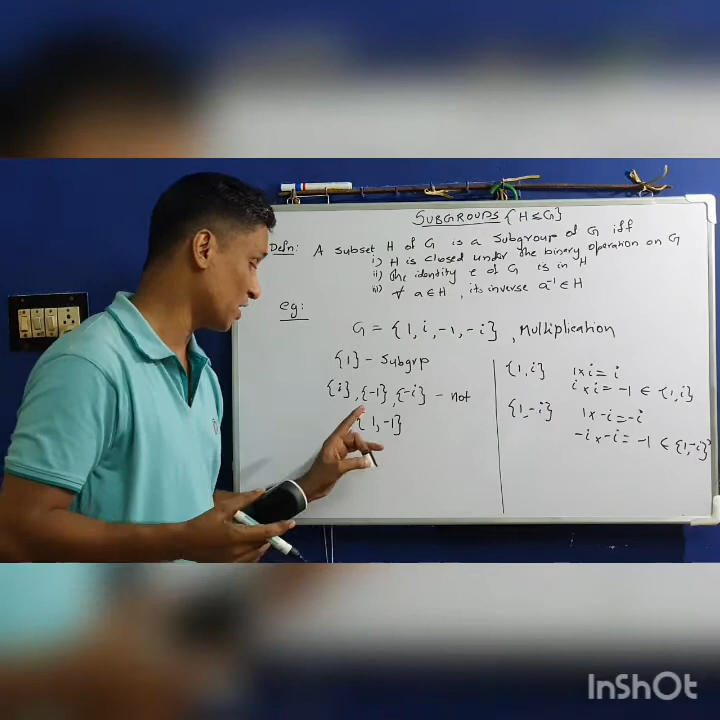 SUBGROUPS {H≤G}
Defn: A subset H of G is a subgroup of G iff
i) H is closed under the binary operation on G
ii) the identity e of G is in H
iii) ∀ a∈H, its inverse a⁻¹∈H
eg:
G = {1, i, -1, -i}, Multiplication
{1} - Subgrp
{i}, {-1}, {-i} - not
{1, -1}
{1, i} 1×i = i
i×i = -1 ∈ {1, i}
{1, -i} 1×-i = -i
-i×-i = -1 ∈ {1, -i}
InShOt